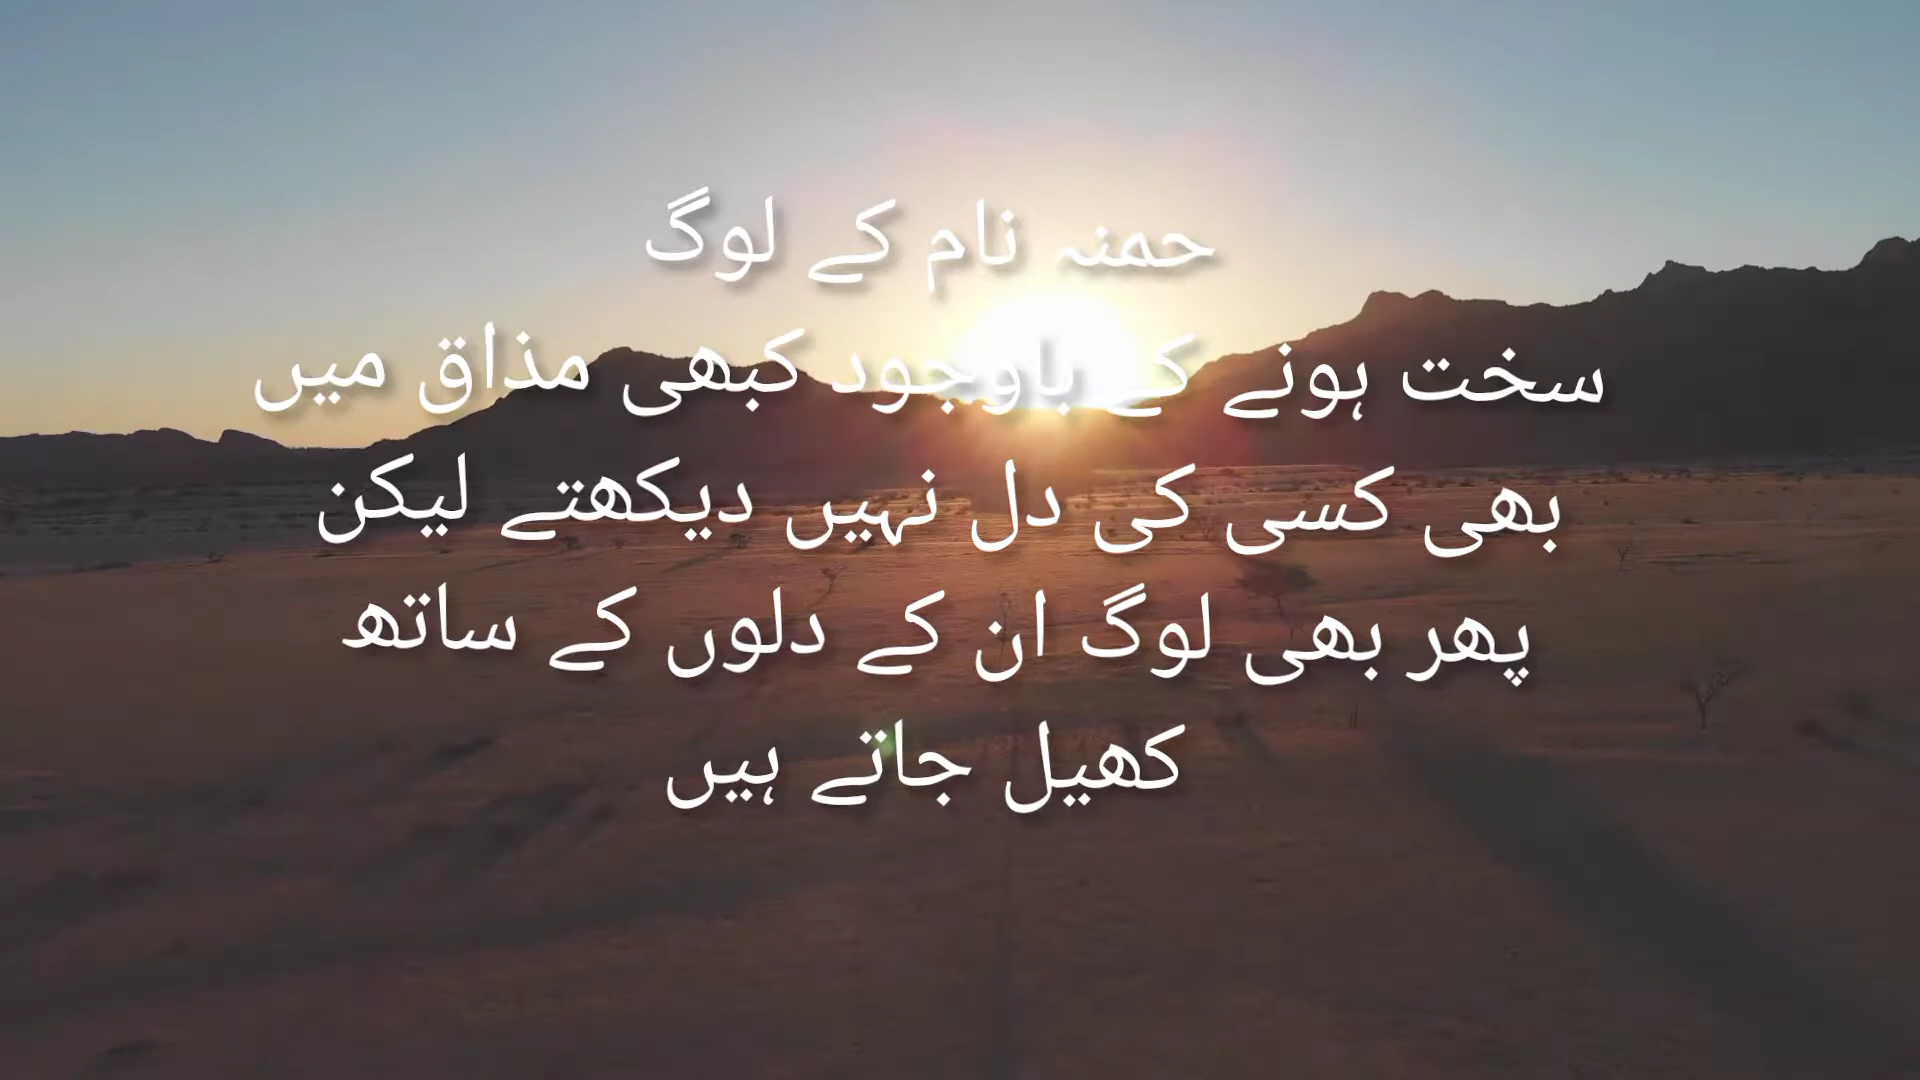 حمنہ نام کے لوگ
سخت ہونے کے باوجود کبھی مذاق میں
بھی کسی کی دل نہیں دیکھتے لیکن
پھر بھی لوگ ان کے دلوں کے ساتھ
کھیل جاتے ہیں